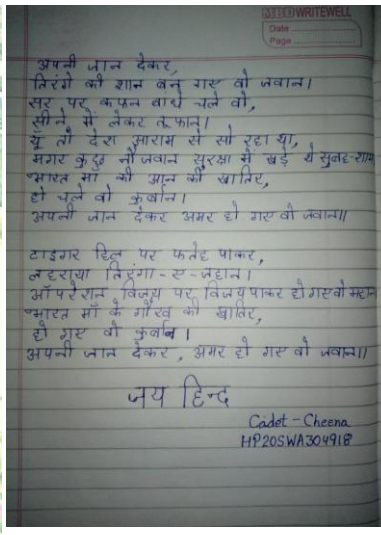 WRITEWELL
Date
Page
अपनी जान देकर,
तिरंगे की शान बन गए वो जवान।
सर पर कफन बांधे चले वो,
सीने में लेकर तूफान।
यूं तो देश आराम से सो रहा था,
मगर कुछ नौजवान सुरक्षा में खड़े थे सुबह-शाम
भारत माँ की आन की खातिर,
हो चले वो कुर्बान।
अपनी जान देकर अमर हो गए वो जवान॥
टाइगर हिल पर फतेह पाकर,
लहराया तिरंगा-ए-जहान।
ऑपरेशन विजय पर विजय पाकर हो गए वो महान
भारत माँ के गौरव की खातिर,
हो गए वो कुर्बान।
अपनी जान देकर, अमर हो गए वो जवान॥
जय हिन्द
Cadet - Cheena
HP20SWA304918